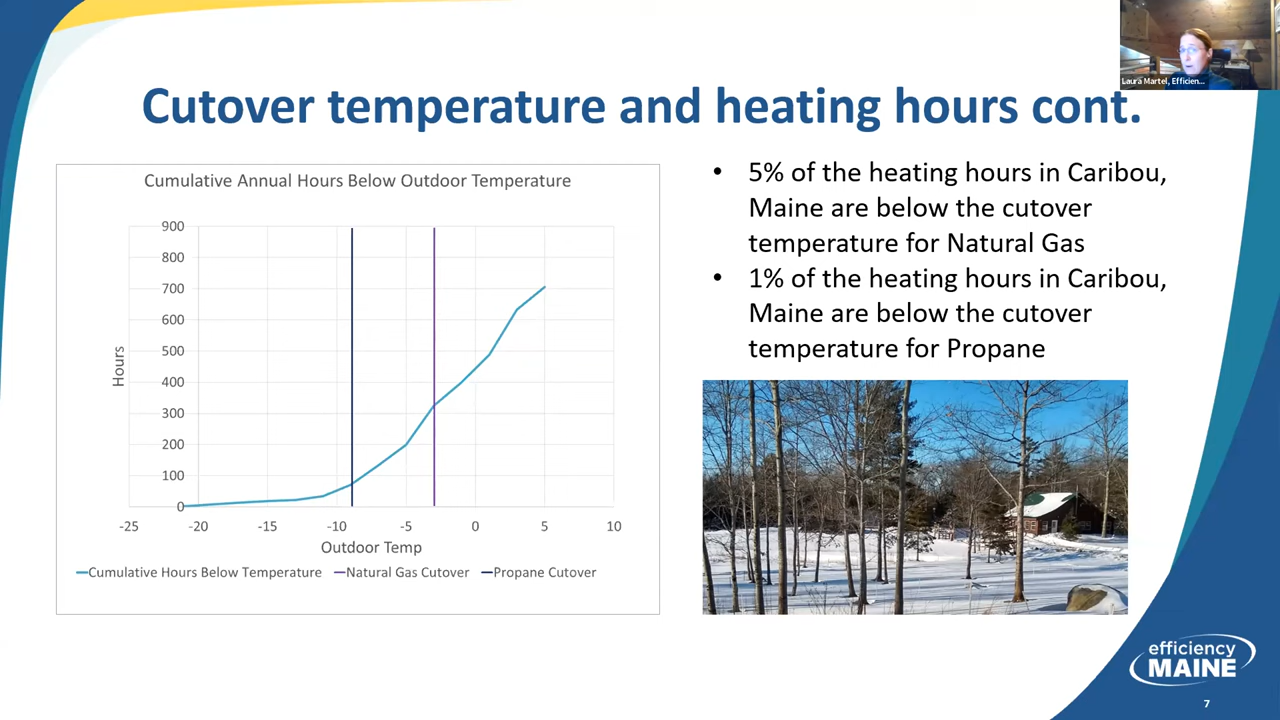 Laura Martel, Efficien...
Cutover temperature and heating hours cont.
Cumulative Annual Hours Below Outdoor Temperature
900
800
700
600
500
400
300
200
100
0
Hours
-25 -20 -15 -10 -5 0 5 10
Outdoor Temp
Cumulative Hours Below Temperature Natural Gas Cutover Propane Cutover
• 5% of the heating hours in Caribou,
Maine are below the cutover
temperature for Natural Gas
• 1% of the heating hours in Caribou,
Maine are below the cutover
temperature for Propane
efficiency
MAINE
7